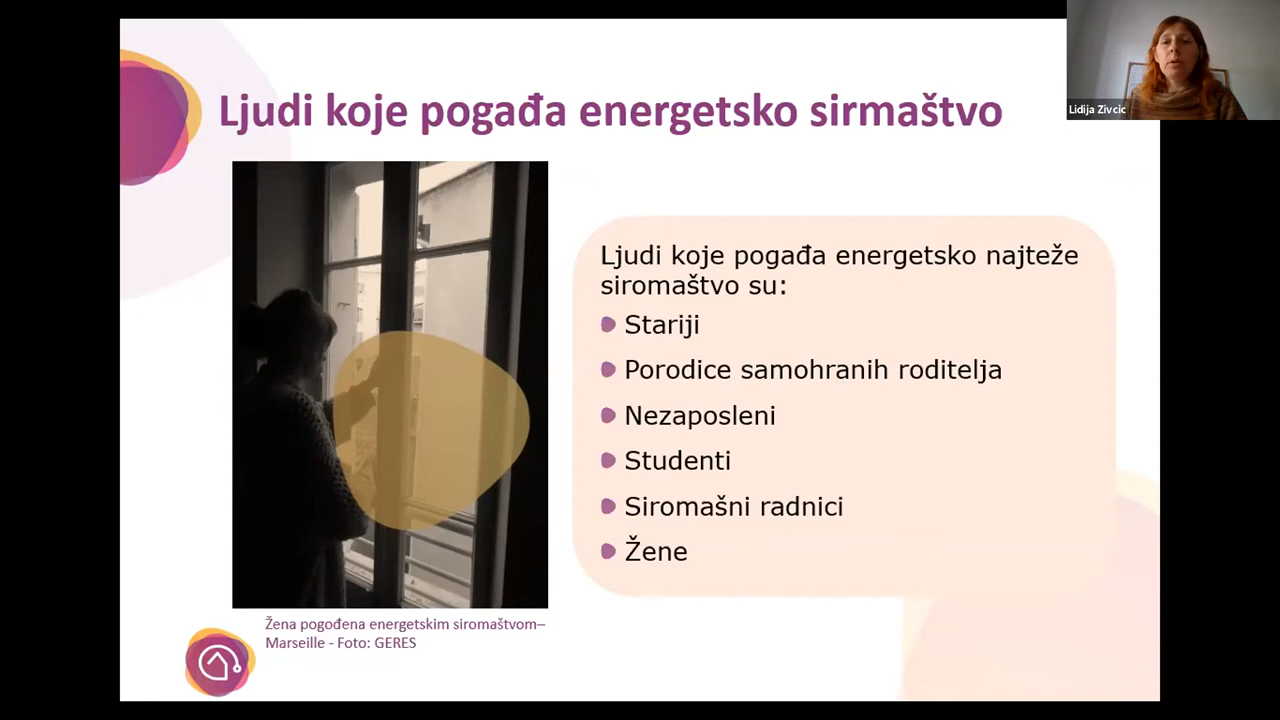 Ljudi koje pogađa energetsko sirmaštvo
Lidija Zivcic
Ljudi koje pogađa energetsko najteže
siromaštvo su:
Stariji
Porodice samohranih roditelja
Nezaposleni
Studenti
Siromašni radnici
Žene
Žena pogođena energetskim siromaštvom–
Marseille - Foto: GERES